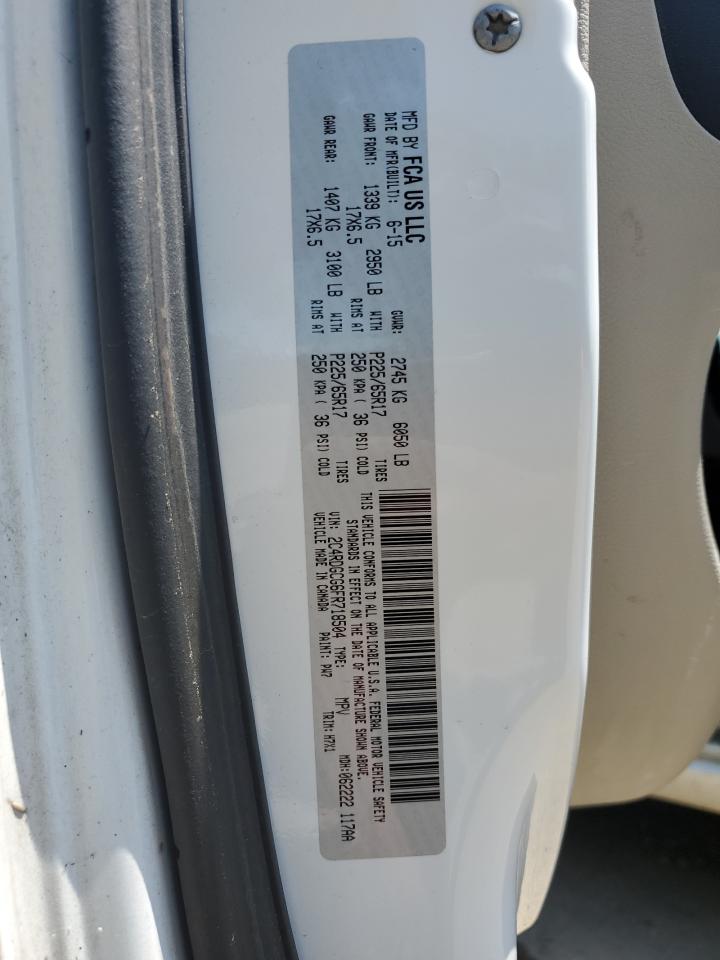 MFD BY FCA US LLC
DATE OF MFR(BUILT): 6-15 GVWR: 2745 KG 6050 LB
GAWR FRONT: 1339 KG 2950 LB WITH P225/65R17 TIRES
17X6.5 RIMS AT 250 KPA ( 36 PSI) COLD
GAWR REAR: 1407 KG 3100 LB WITH P225/65R17 TIRES
17X6.5 RIMS AT 250 KPA ( 36 PSI) COLD
THIS VEHICLE CONFORMS TO ALL APPLICABLE U.S.A. FEDERAL MOTOR VEHICLE SAFETY
STANDARDS IN EFFECT ON THE DATE OF MANUFACTURE SHOWN ABOVE.
VIN: 2C4RDGCG6FR718504 TYPE: MPV MDH:062222 117AA
VEHICLE MADE IN CANADA PAINT: PW7 TRIM: H7X1